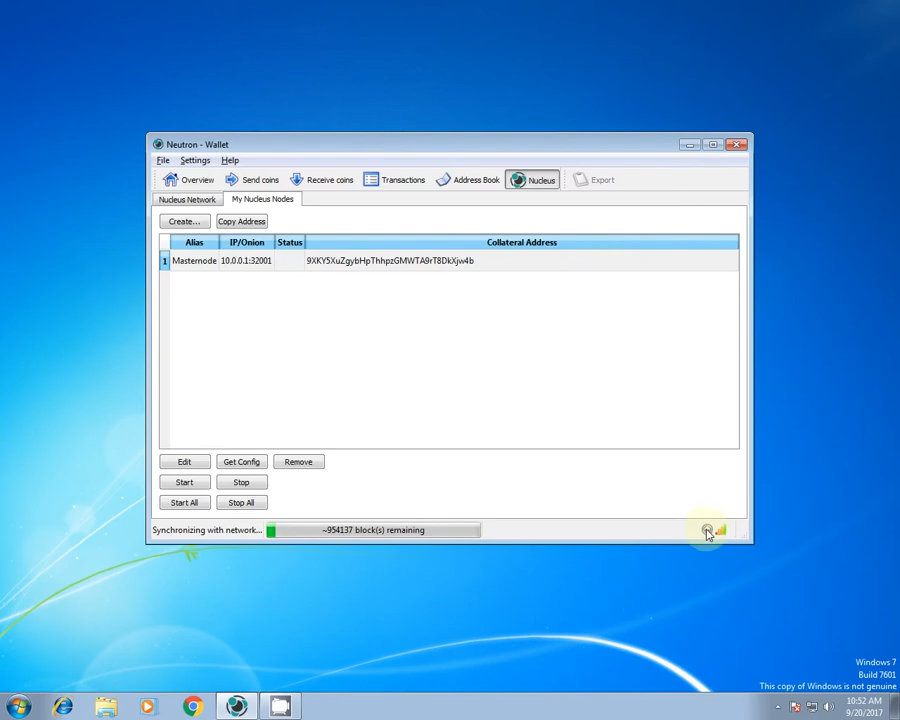 Neutron - Wallet
File Settings Help
Overview Send coins Receive coins Transactions Address Book Nucleus Export
Nucleus Network My Nucleus Nodes
Create... Copy Address
Alias IP/Onion Status Collateral Address
1 Masternode 10.0.0.1:32001 9XKY5XuZgybHpThhpzGMWTA9rT8DkXjw4b
Edit Get Config Remove
Start Stop
Start All Stop All
Synchronizing with network... ~954137 block(s) remaining
Windows 7
Build 7601
This copy of Windows is not genuine
10:52 AM
9/20/2017